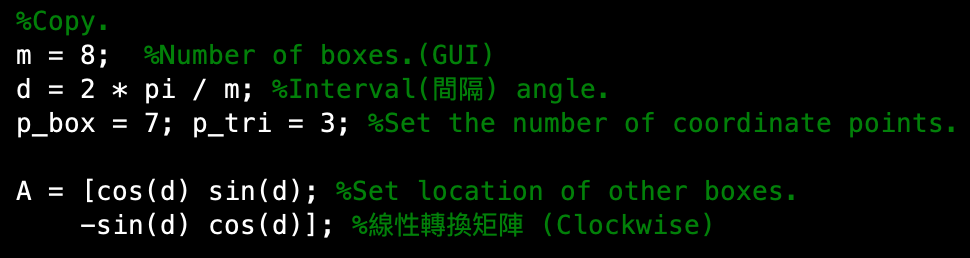 %Copy.
m = 8;  %Number of boxes.(GUI)
d = 2 * pi / m; %Interval(間隔) angle.
p_box = 7; p_tri = 3; %Set the number of coordinate points.
A = [cos(d) sin(d); %Set location of other boxes.
-sin(d) cos(d)]; %線性轉換矩陣 (Clockwise)